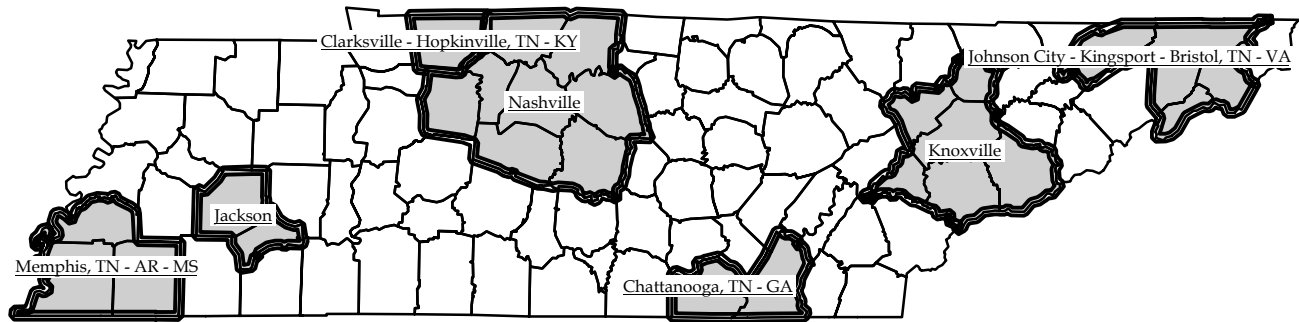 Clarksville - Hopkinville, TN - KY
Johnson City - Kingsport - Bristol, TN - VA
Nashville
Knoxville
Jackson
Memphis, TN - AR - MS
Chattanooga, TN - GA